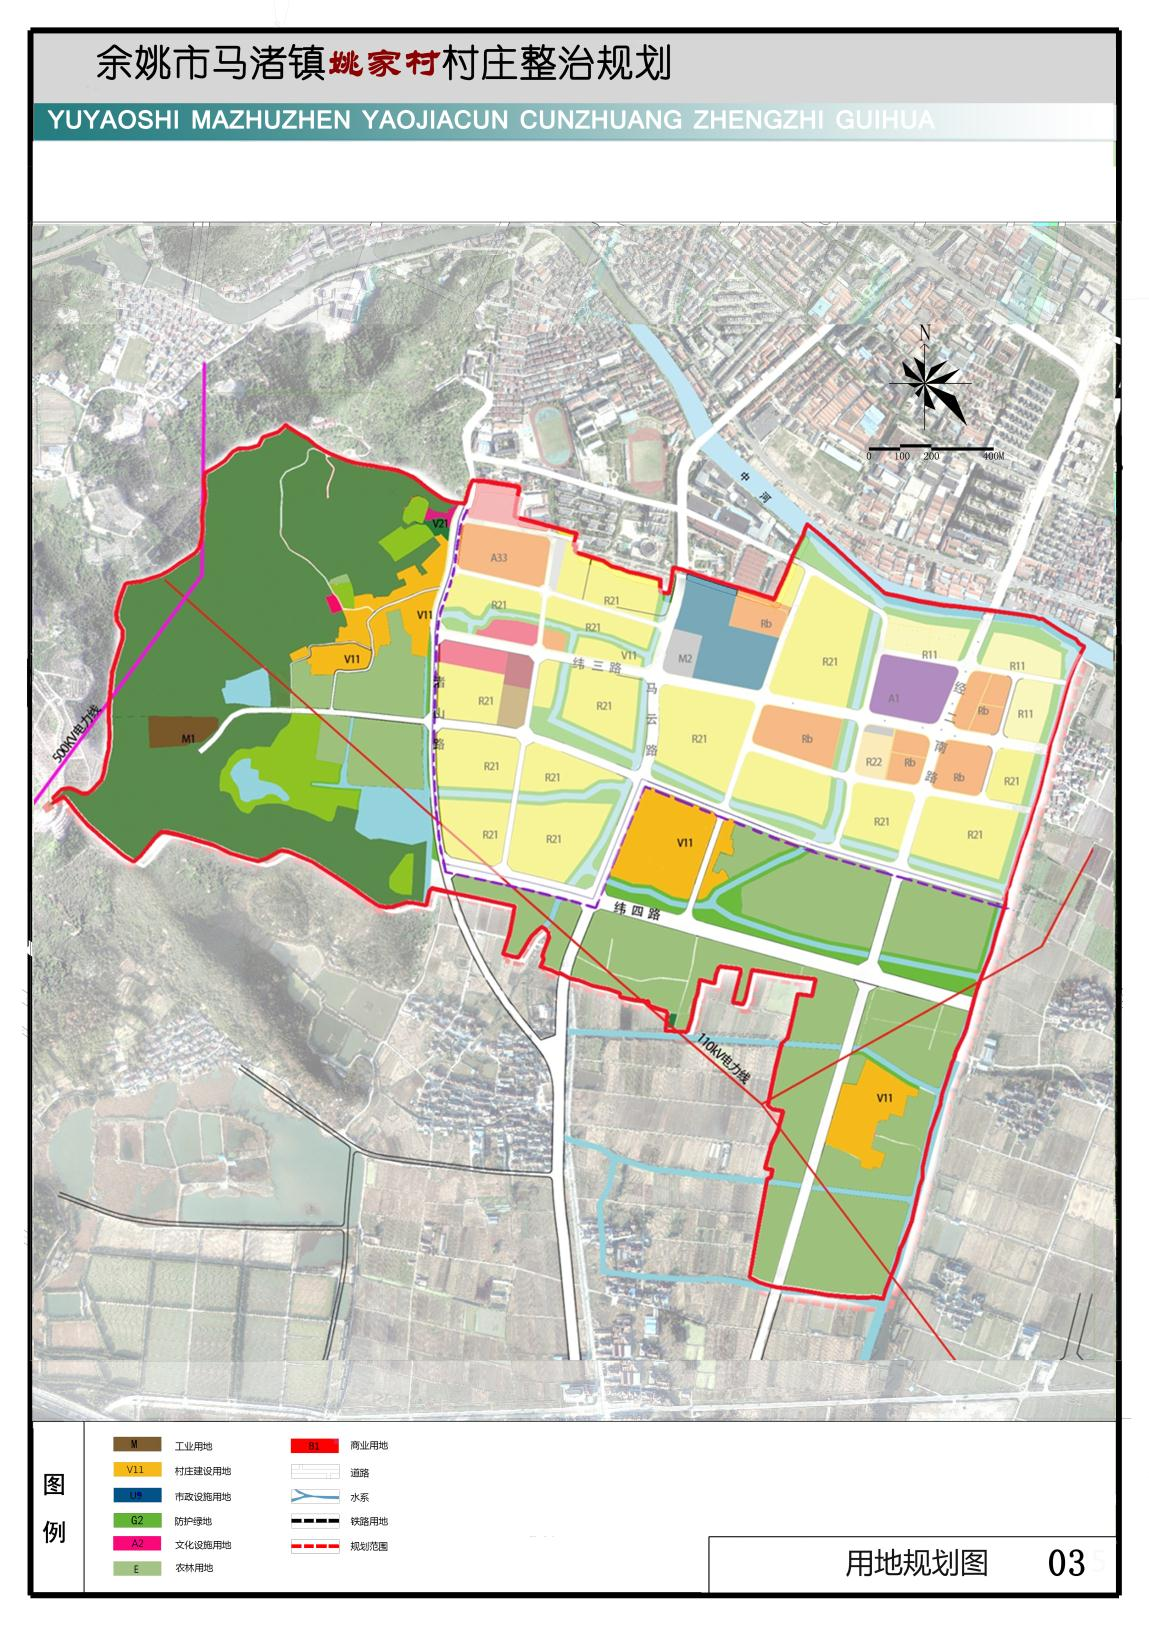 余姚市马渚镇姚家村村庄整治规划
YUYAOSHI MAZHUZHEN YAOJIACUN CUNZHUANG ZHENGZHI GUIHUA
N
0 100 200 400M
中河
V21
A33
R21
R21
R21
V11
Rb
V11
M2
V11
纬三路
R21
R11
R11
R21
R21
A1
经二南路
Rb
R11
者山路
马云路
M1
R21
Rb
R22
Rb
Rb
R21
R21
R21
500kV电力线
R21
R21
R21
R21
V11
纬四路
110kV电力线
V11
图例
M 工业用地
V11 村庄建设用地
U9 市政设施用地
G2 防护绿地
A2 文化设施用地
E 农林用地
B1 商业用地
道路
水系
铁路用地
规划范围
用地规划图 03